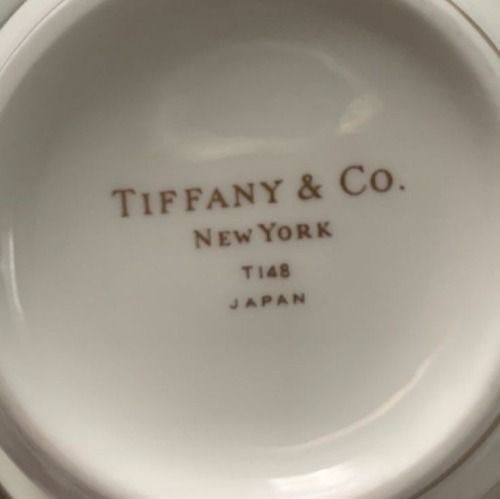 TIFFANY & CO.
NEW YORK
T148
JAPAN